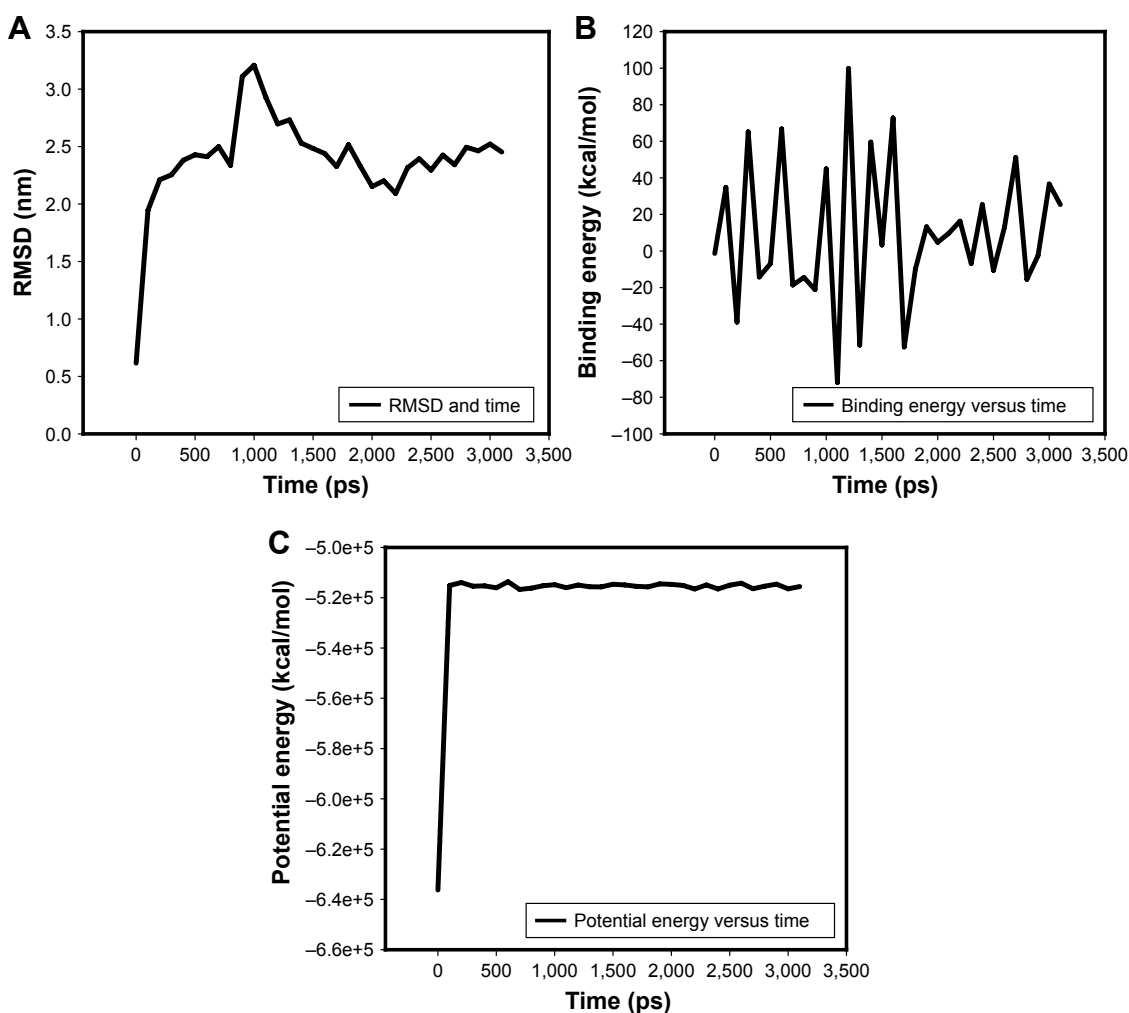 A
3.5
3.0
2.5
2.0
1.5
1.0
0.5
0.0
RMSD (nm)
RMSD and time
0 500 1,000 1,500 2,000 2,500 3,000 3,500
Time (ps)
B
120
100
80
60
40
20
0
–20
–40
–60
–80
–100
Binding energy (kcal/mol)
Binding energy versus time
0 500 1,000 1,500 2,000 2,500 3,000 3,500
Time (ps)
C
–5.0e+5
–5.2e+5
–5.4e+5
–5.6e+5
–5.8e+5
–6.0e+5
–6.2e+5
–6.4e+5
–6.6e+5
Potential energy (kcal/mol)
Potential energy versus time
0 500 1,000 1,500 2,000 2,500 3,000 3,500
Time (ps)